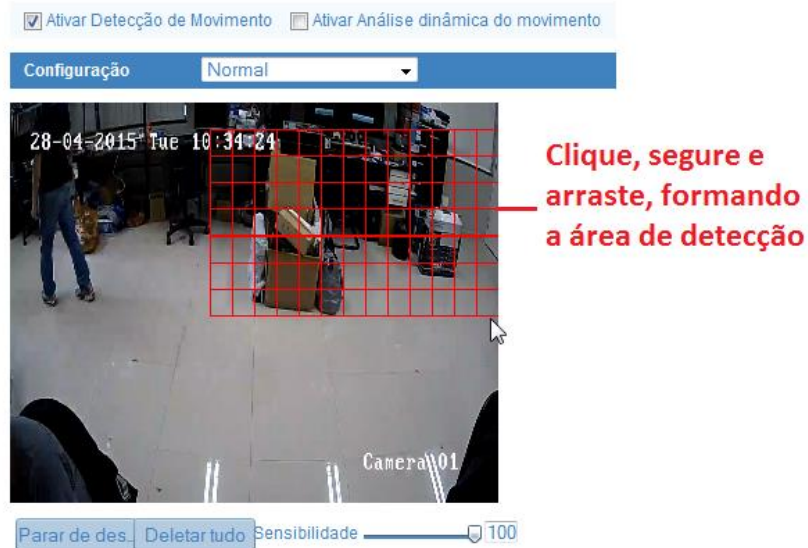 Ativar Detecção de Movimento Ativar Análise dinâmica do movimento
Configuração Normal
28-04-2015 Tue 10:34:24
Clique, segure e
arraste, formando
a área de detecção
Camera 01
Parar de des.. Deletar tudo Sensibilidade 100